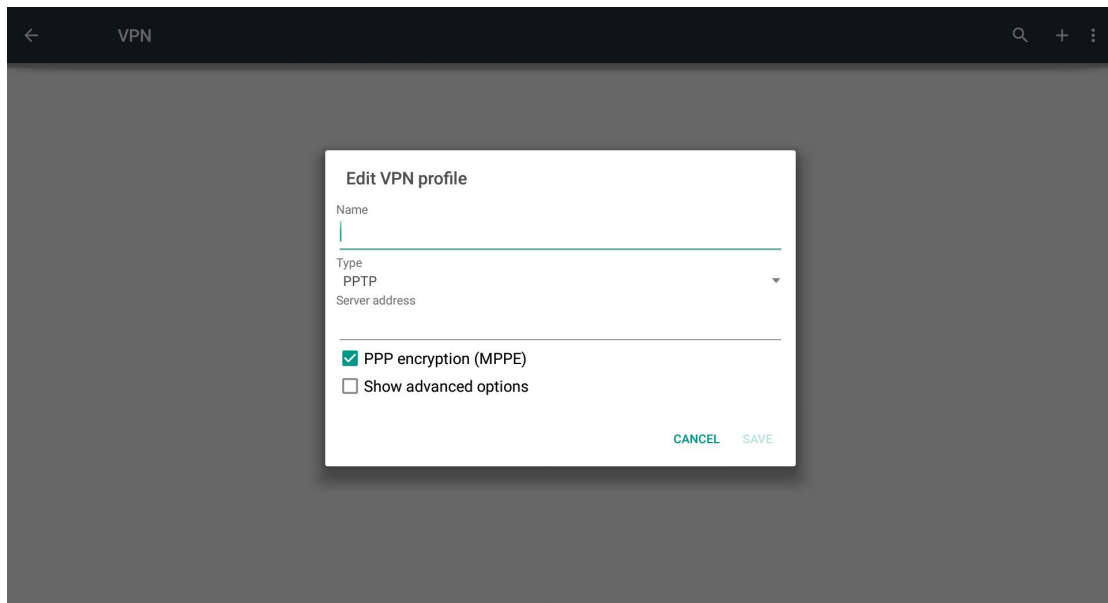 VPN
Edit VPN profile
Name
Type
PPTP
Server address
PPP encryption (MPPE)
Show advanced options
CANCEL SAVE